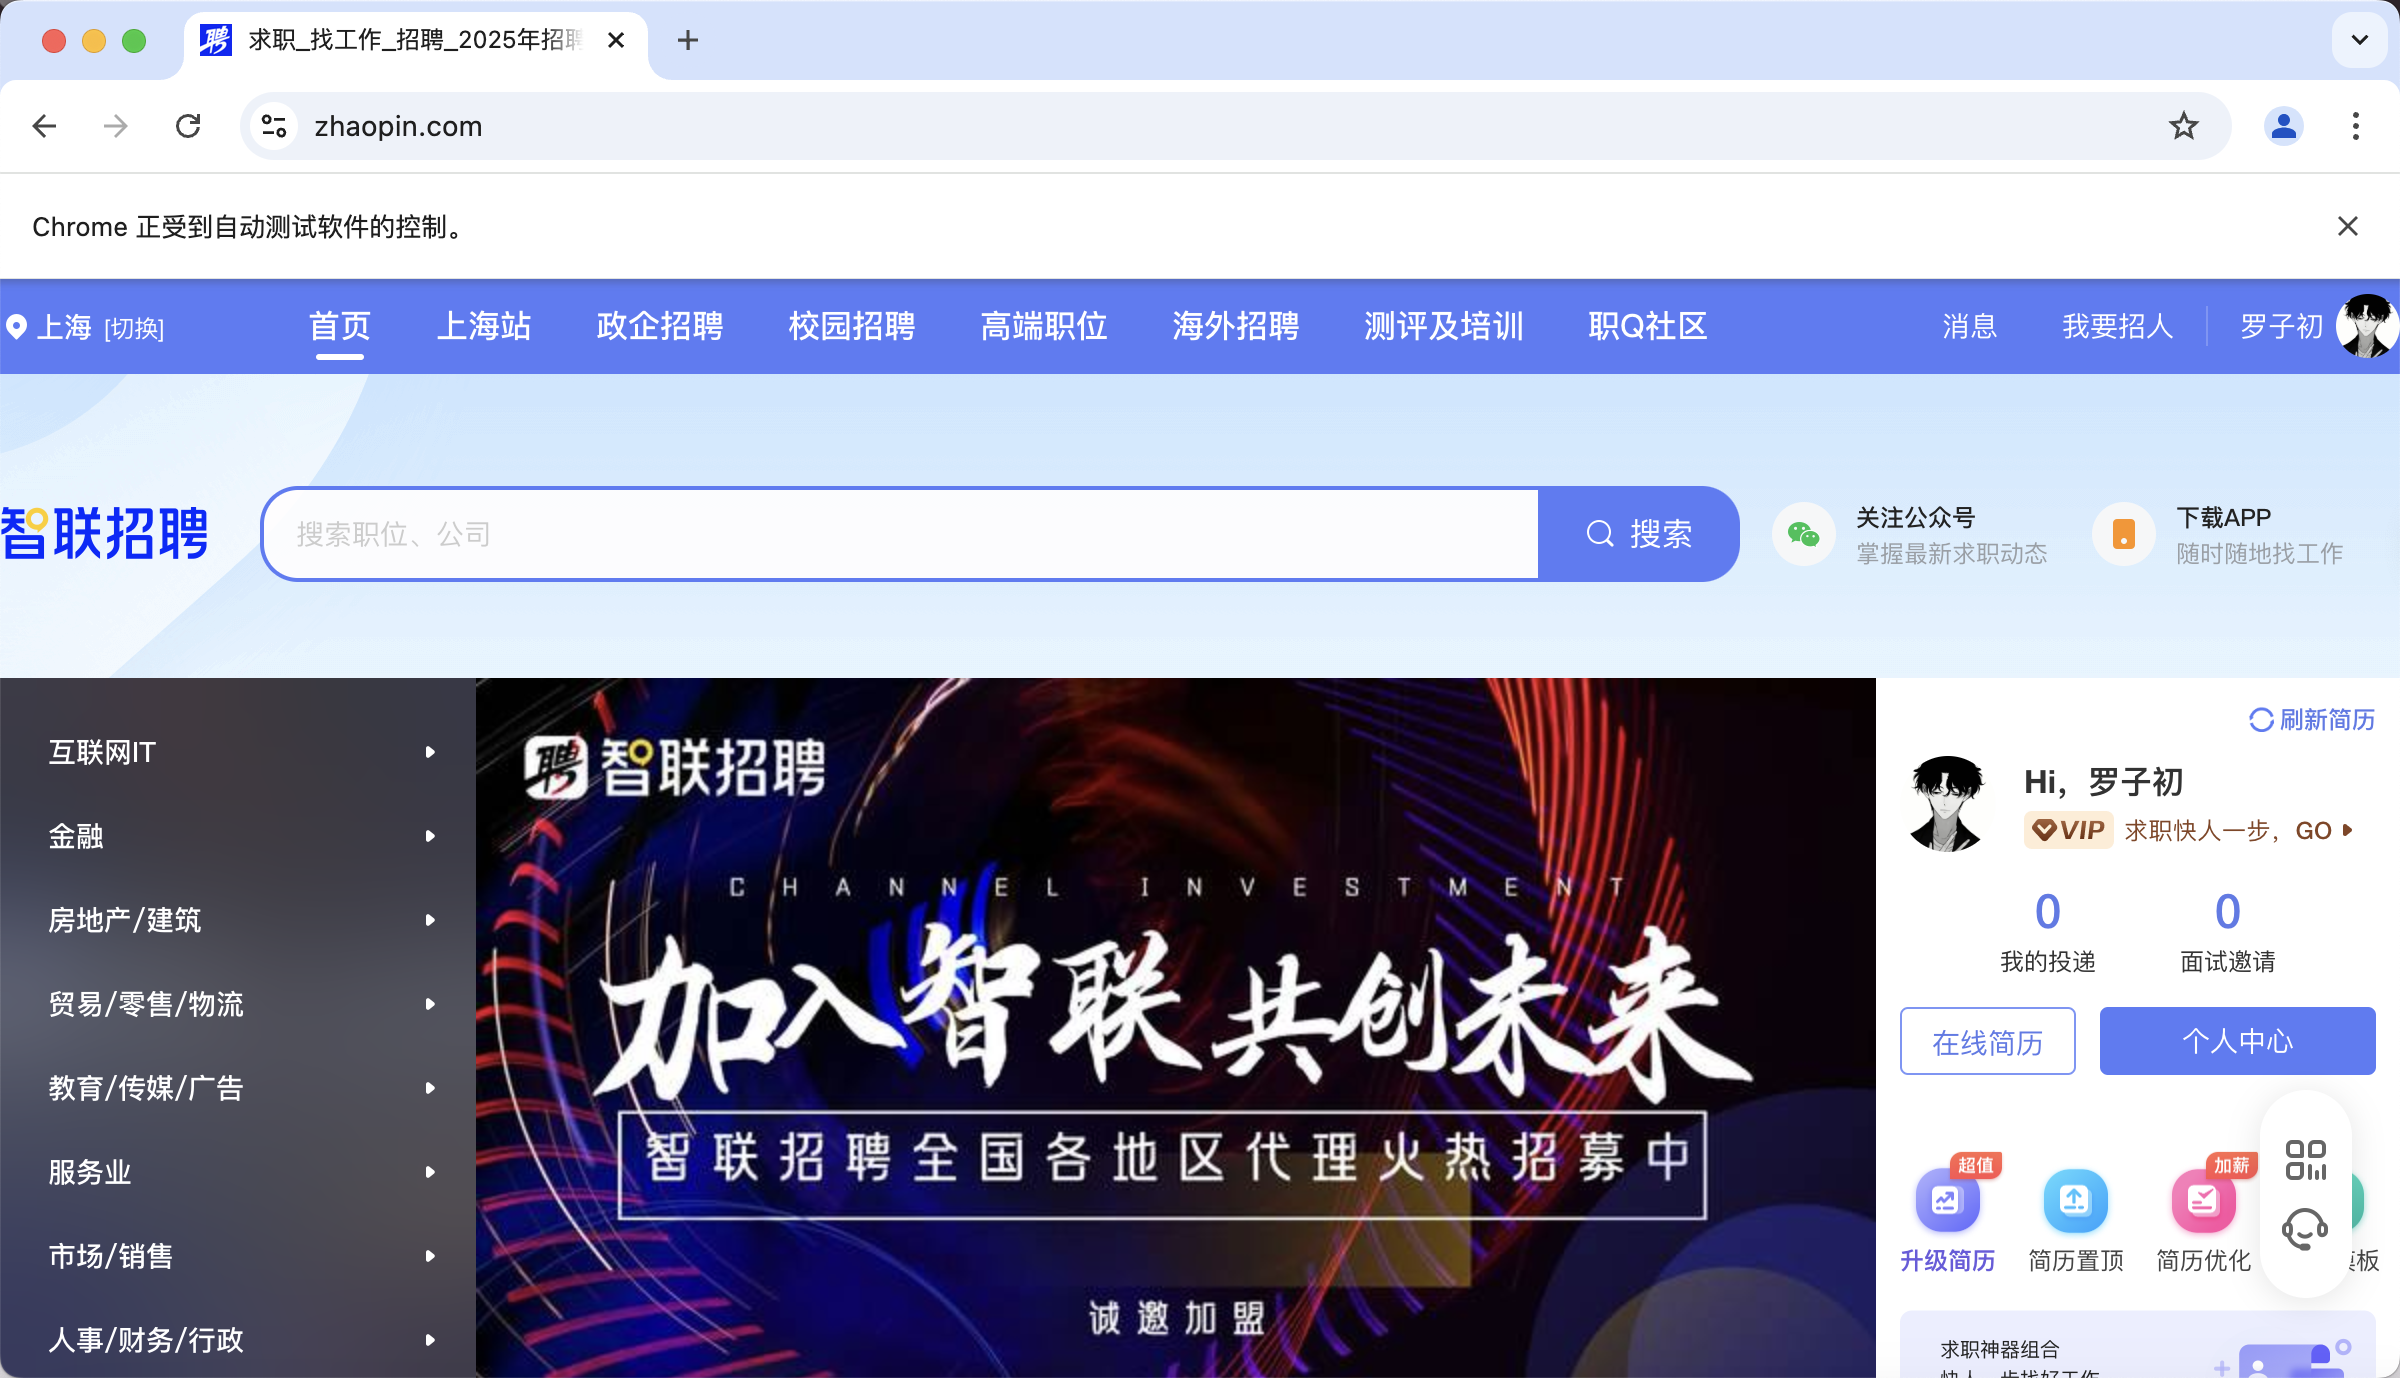 求职_找工作_招聘_2025年招聘
zhaopin.com
Chrome 正受到自动测试软件的控制。
上海 [切换] 首页 上海站 政企招聘 校园招聘 高端职位 海外招聘 测评及培训 职Q社区 消息 我要招人 罗子初
智联招聘
搜索职位、公司
搜索
关注公众号
掌握最新求职动态
下载APP
随时随地找工作
互联网IT
金融
房地产/建筑
贸易/零售/物流
教育/传媒/广告
服务业
市场/销售
人事/财务/行政
聘 智联招聘
CHANNEL INVESTMENT
加入智联 共创未来
智联招聘全国各地区代理火热招募中
诚邀加盟
刷新简历
Hi，罗子初
VIP 求职快人一步，GO
0 0
我的投递 面试邀请
在线简历 个人中心
超值 加薪
升级简历 简历置顶 简历优化 板
求职神器组合